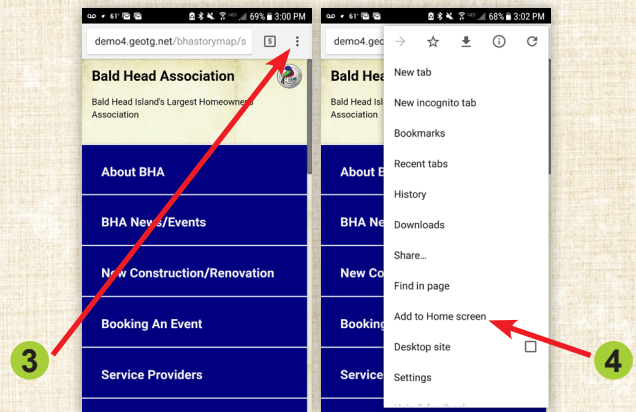 61° 69% 3:00 PM
demo4.geotg.net/bhastorymap/s 5
Bald Head Association
Bald Head Island's Largest Homeowners
Association
About BHA
BHA News/Events
New Construction/Renovation
Booking An Event
Service Providers
3
61° 68% 3:02 PM
demo4.geo
Bald Hea
Bald Head Isl
Association
About B
BHA Ne
New Co
Booking
Service
New tab
New incognito tab
Bookmarks
Recent tabs
History
Downloads
Share...
Find in page
Add to Home screen
Desktop site
Settings
4